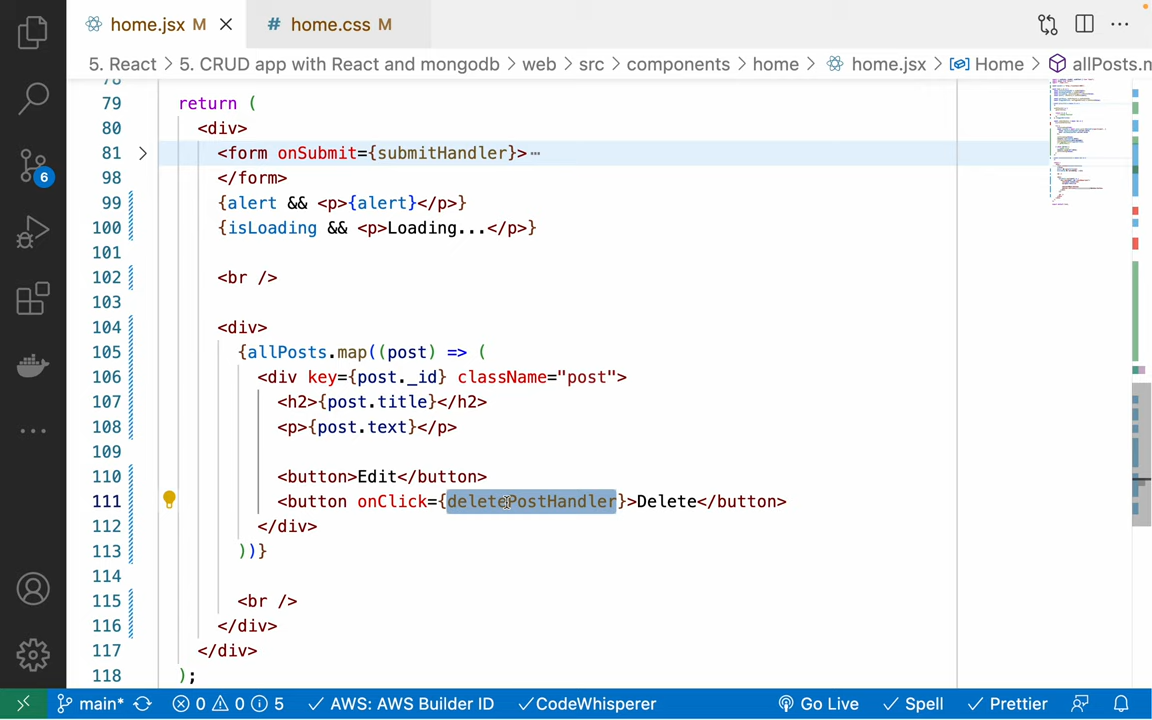 home.jsx M
# home.css M
5. React > 5. CRUD app with React and mongodb > web > src > components > home > home.jsx > Home > allPosts.m
79 return (
80 <div>
81 <form onSubmit={submitHandler}>…
98 </form>
99 {alert && <p>{alert}</p>}
100 {isLoading && <p>Loading...</p>}
101
102 <br />
103
104 <div>
105 {allPosts.map((post) => (
106 <div key={post._id} className="post">
107 <h2>{post.title}</h2>
108 <p>{post.text}</p>
109
110 <button>Edit</button>
111 <button onClick={deletePostHandler}>Delete</button>
112 </div>
113 ))}
114
115 <br />
116 </div>
117 </div>
118 );
6
main* 0 0 5 AWS: AWS Builder ID CodeWhisperer Go Live Spell Prettier